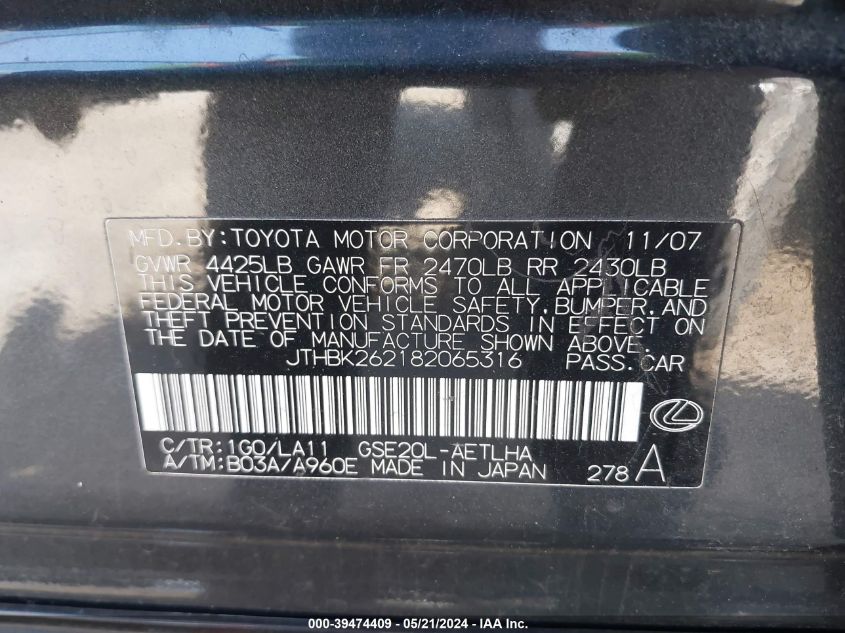 MFD.BY:TOYOTA MOTOR CORPORATION 11/07
GVWR 4425LB GAWR FR 2470LB RR 2430LB
THIS VEHICLE CONFORMS TO ALL APPLICABLE
FEDERAL MOTOR VEHICLE SAFETY,BUMPER,AND
THEFT PREVENTION STANDARDS IN EFFECT ON
THE DATE OF MANUFACTURE SHOWN ABOVE.
JTHBK262182065316 PASS.CAR
C/TR:1G0/LA11 GSE20L-AETLHA
A/TM:B03A/A960E MADE IN JAPAN 278 A
000-39474409 - 05/21/2024 - IAA Inc.